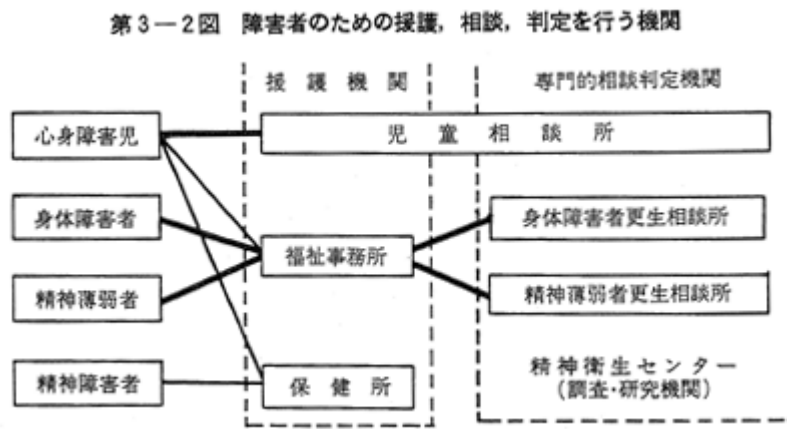 第3―2図　障害者のための援護，相談，判定を行う機関
援護機関
専門的相談判定機関
心身障害児
児童相談所
身体障害者
身体障害者更生相談所
福祉事務所
精神薄弱者
精神薄弱者更生相談所
精神障害者
保健所
精神衛生センター
(調査・研究機関)